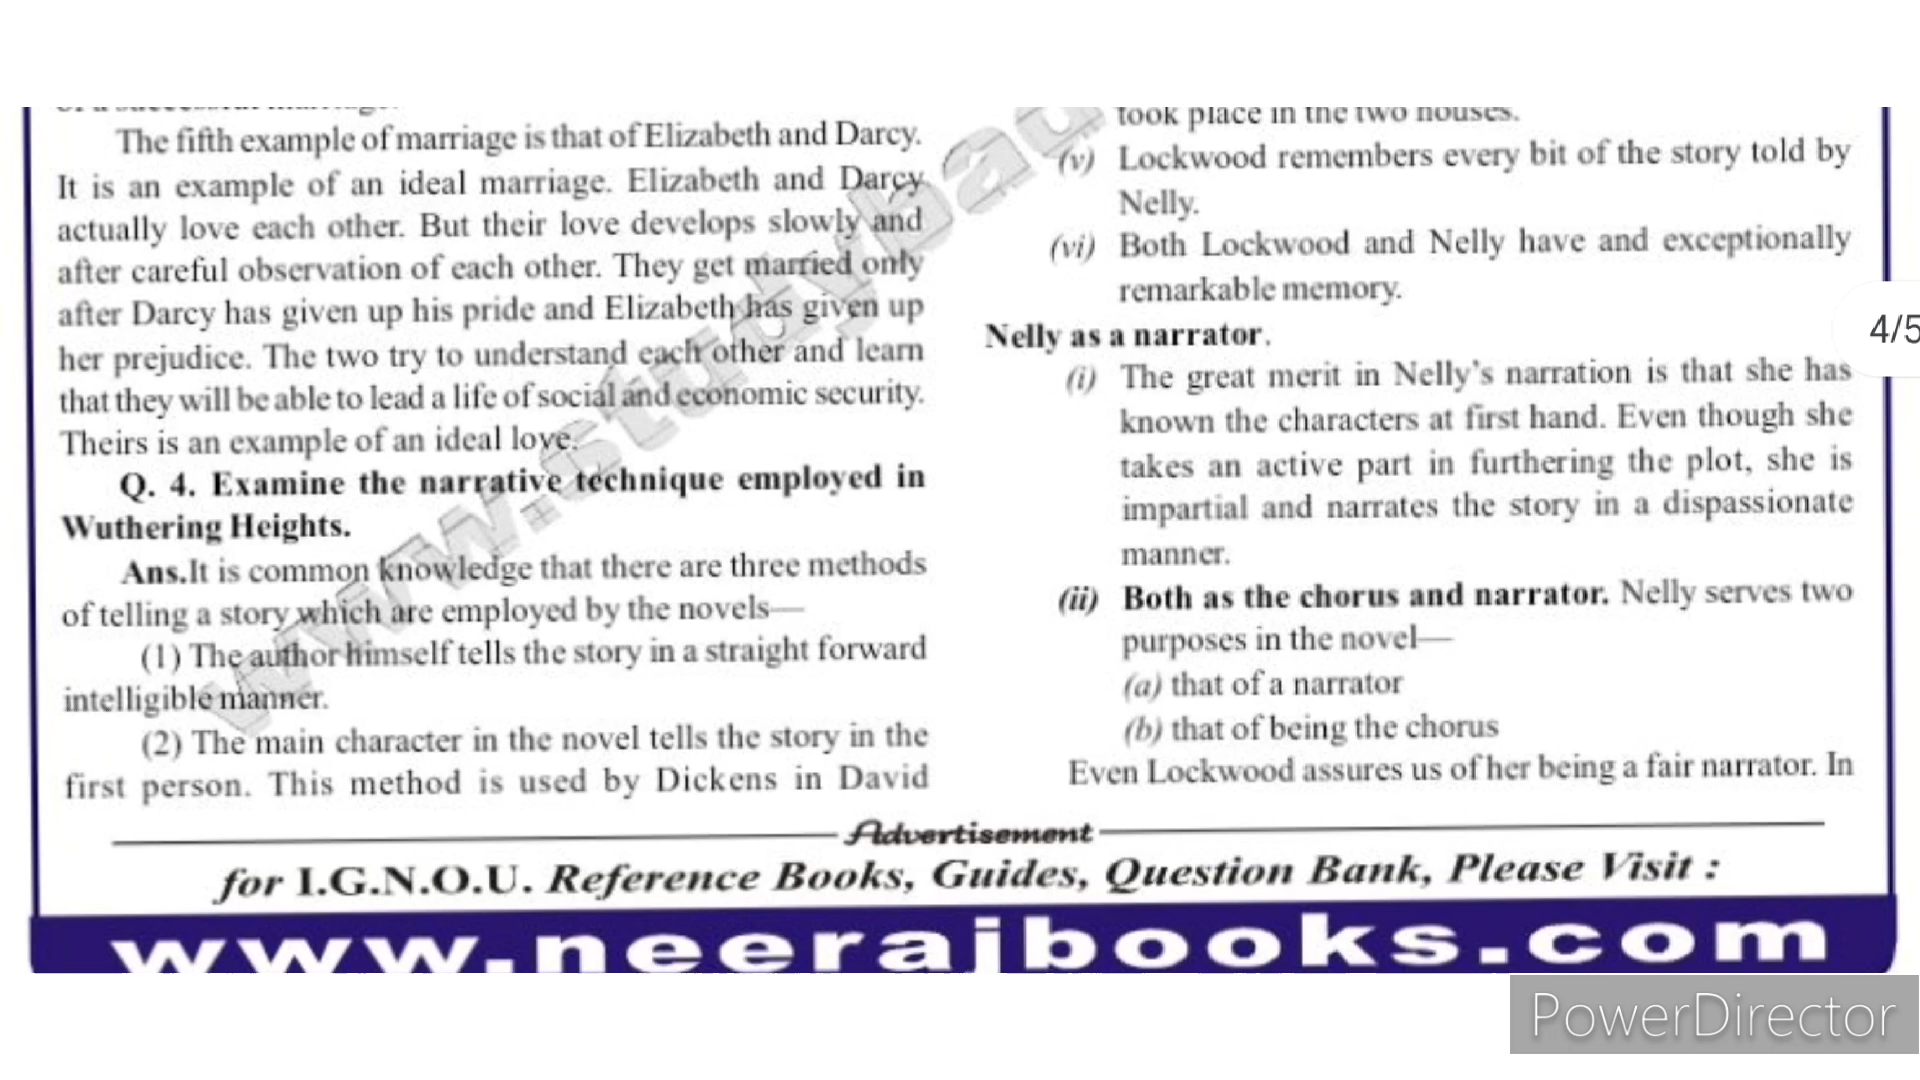 The fifth example of marriage is that of Elizabeth and Darcy.
It is an example of an ideal marriage. Elizabeth and Darcy
actually love each other. But their love develops slowly and
after careful observation of each other. They get married only
after Darcy has given up his pride and Elizabeth has given up
her prejudice. The two try to understand each other and learn
that they will be able to lead a life of social and economic security.
Theirs is an example of an ideal love.
Q. 4. Examine the narrative technique employed in
Wuthering Heights.
Ans.It is common knowledge that there are three methods
of telling a story which are employed by the novels—
(1) The author himself tells the story in a straight forward
intelligible manner.
(2) The main character in the novel tells the story in the
first person. This method is used by Dickens in David
took place in the two houses.
(v) Lockwood remembers every bit of the story told by
Nelly.
(vi) Both Lockwood and Nelly have and exceptionally
remarkable memory.
Nelly as a narrator.
(i) The great merit in Nelly's narration is that she has
known the characters at first hand. Even though she
takes an active part in furthering the plot, she is
impartial and narrates the story in a dispassionate
manner.
(ii) Both as the chorus and narrator. Nelly serves two
purposes in the novel—
(a) that of a narrator
(b) that of being the chorus
Even Lockwood assures us of her being a fair narrator. In
Advertisement
for I.G.N.O.U. Reference Books, Guides, Question Bank, Please Visit :
www.neerajbooks.com
4/5
PowerDirector